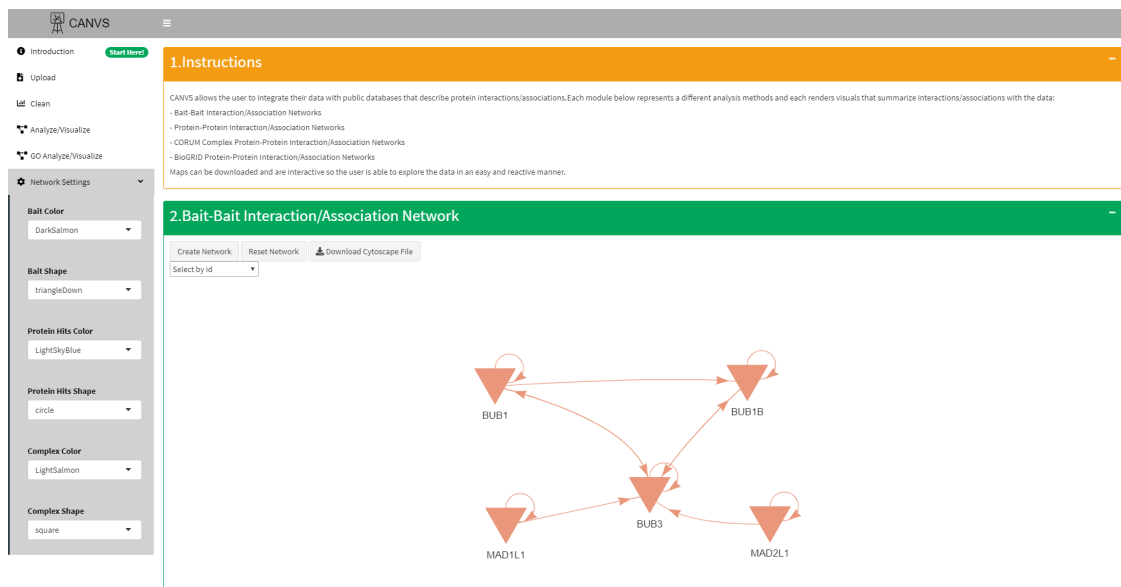 CANVS
Introduction Start Here!
Upload
Clean
Analyze/Visualize
GO Analyze/Visualize
Network Settings
Bait Color
DarkSalmon
Bait Shape
triangleDown
Protein Hits Color
LightSkyBlue
Protein Hits Shape
circle
Complex Color
LightSalmon
Complex Shape
square
1.Instructions
CANVS allows the user to integrate their data with public databases that describe protein interactions/associations.Each module below represents a different analysis methods and each renders visuals that summarize interactions/associations with the data:
- Bait-Bait Interaction/Association Networks
- Protein-Protein Interaction/Association Networks
- CORUM Complex Protein-Protein Interaction/Association Networks
- BioGRID Protein-Protein Interaction/Association Networks
Maps can be downloaded and are interactive so the user is able to explore the data in an easy and reactive manner.
2.Bait-Bait Interaction/Association Network
Create Network Reset Network Download Cytoscape File
Select by id
BUB1
BUB1B
BUB3
MAD1L1
MAD2L1